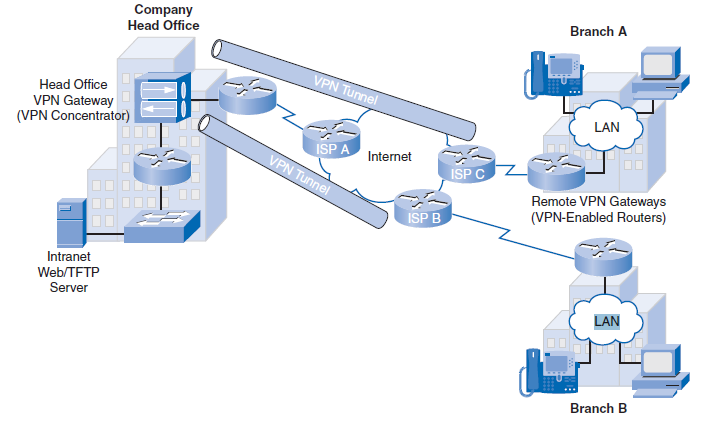 Company
Head Office
Branch A
Head Office
VPN Gateway
(VPN Concentrator)
VPN Tunnel
LAN
ISP A
Internet
VPN Tunnel
ISP C
ISP B
Remote VPN Gateways
(VPN-Enabled Routers)
Intranet
Web/TFTP
Server
LAN
Branch B